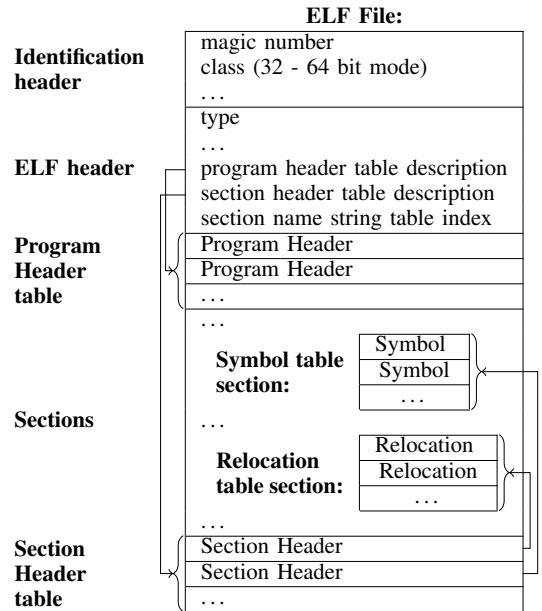 ELF File:
Identification
header
magic number
class (32 - 64 bit mode)
...
ELF header
type
...
program header table description
section header table description
section name string table index
Program
Header
table
Program Header
Program Header
...
Sections
...
Symbol table
section:
Symbol
Symbol
...
...
Relocation
table section:
Relocation
Relocation
...
...
Section
Header
table
Section Header
Section Header
...